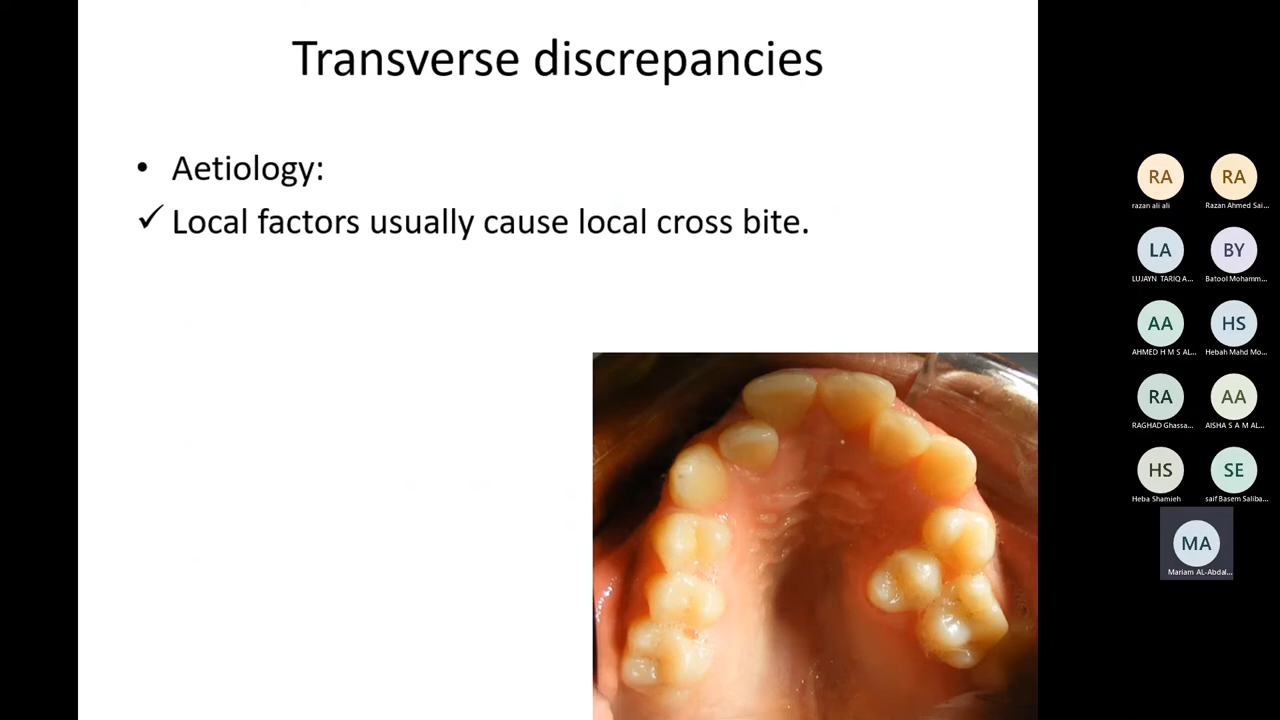 Transverse discrepancies
• Aetiology:
✓ Local factors usually cause local cross bite.
RA
razan ali ali
RA
Razan Ahmed Sai...
LA
LUJAYN TARIQ A...
BY
Batool Mohamm...
AA
AHMED H M S AL...
HS
Hebah Mahd Mo...
RA
RAGHAD Ghassa...
AA
AISHA S A M AL...
HS
Heba Shamieh
SE
saif Basem Saliba...
MA
Mariam AL-Abdal...